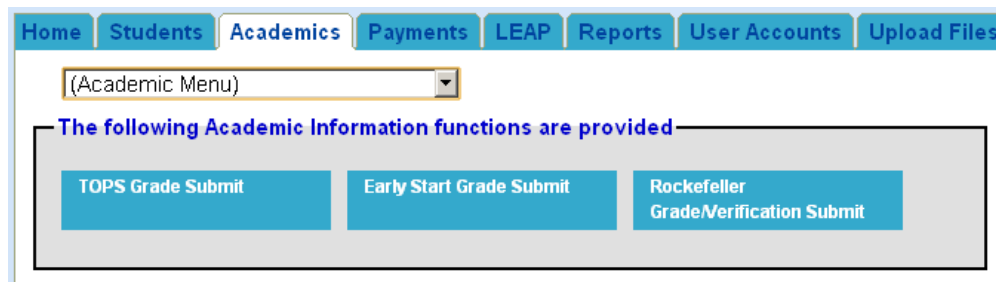 Home Students Academics Payments LEAP Reports User Accounts Upload Files
(Academic Menu)
The following Academic Information functions are provided
TOPS Grade Submit Early Start Grade Submit Rockefeller
Grade/Verification Submit